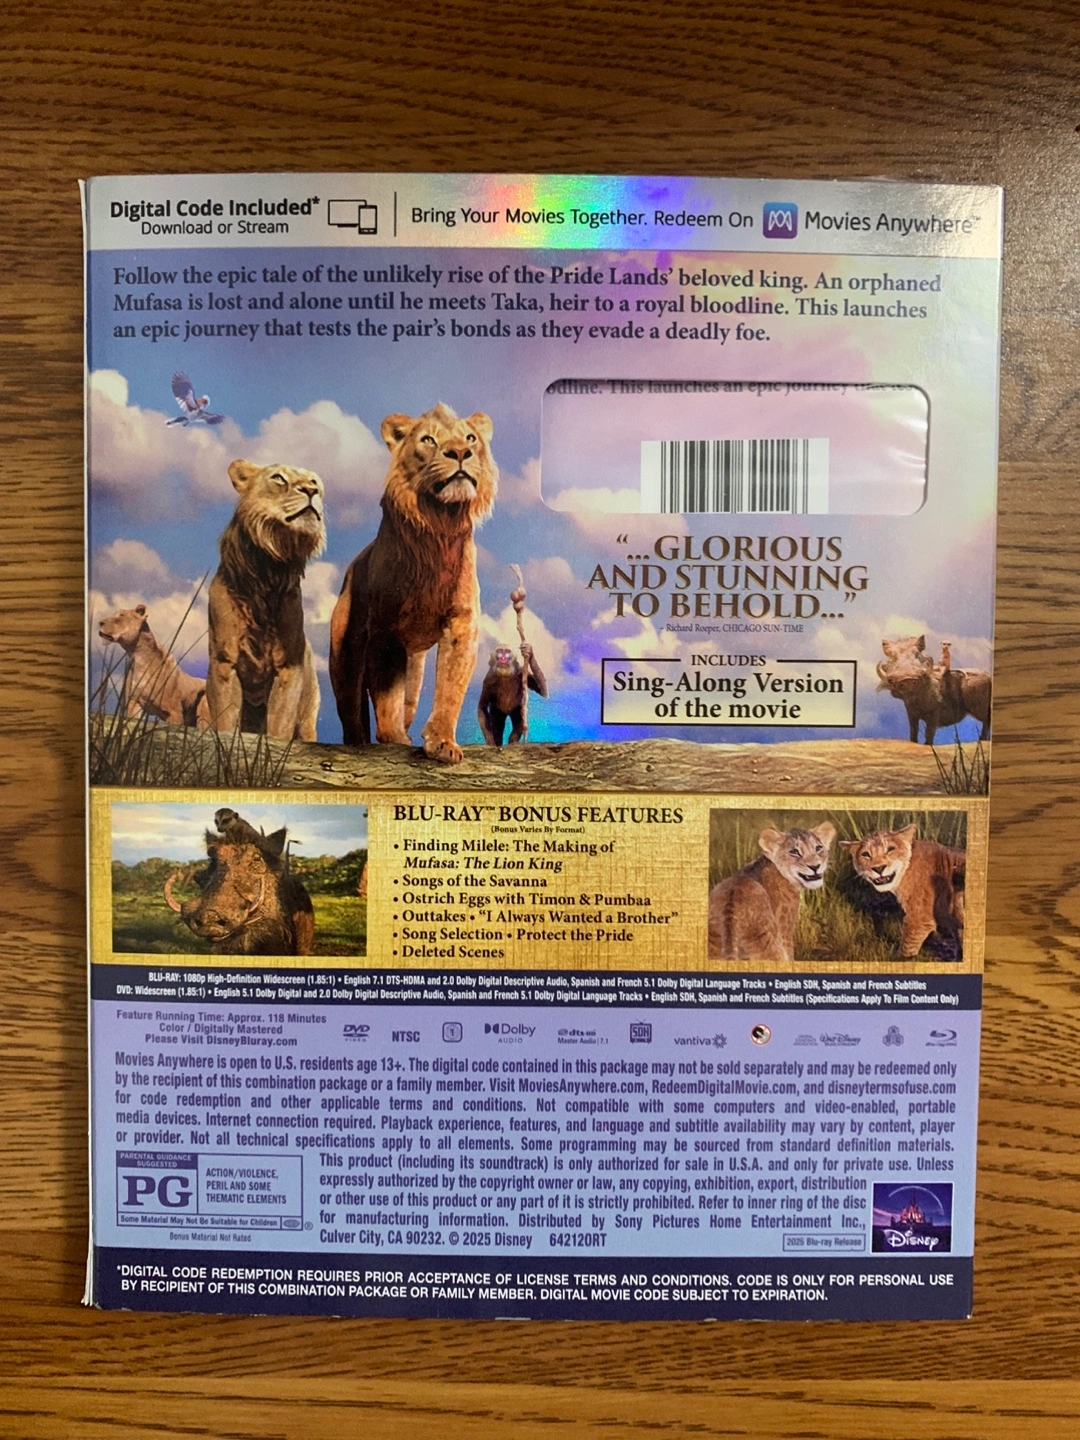 Digital Code Included*
Download or Stream
Bring Your Movies Together. Redeem On Movies Anywhere™
Follow the epic tale of the unlikely rise of the Pride Lands’ beloved king. An orphaned
Mufasa is lost and alone until he meets Taka, heir to a royal bloodline. This launches
an epic journey that tests the pair’s bonds as they evade a deadly foe.
odline. This launches an epic journey
“...GLORIOUS
AND STUNNING
TO BEHOLD...”
- Richard Roeper, CHICAGO SUN-TIME
INCLUDES
Sing-Along Version
of the movie
BLU-RAY™ BONUS FEATURES
(Bonus Varies By Format)
• Finding Milele: The Making of
Mufasa: The Lion King
• Songs of the Savanna
• Ostrich Eggs with Timon & Pumbaa
• Outtakes • “I Always Wanted a Brother”
• Song Selection • Protect the Pride
• Deleted Scenes
BLU-RAY: 1080p High-Definition Widescreen (1.85:1) • English 7.1 DTS-HDMA and 2.0 Dolby Digital Descriptive Audio, Spanish and French 5.1 Dolby Digital Language Tracks • English SDH, Spanish and French Subtitles
DVD: Widescreen (1.85:1) • English 5.1 Dolby Digital and 2.0 Dolby Digital Descriptive Audio, Spanish and French 5.1 Dolby Digital Language Tracks • English SDH, Spanish and French Subtitles (Specifications Apply To Film Content Only)
Feature Running Time: Approx. 118 Minutes
Color / Digitally Mastered
Please Visit DisneyBluray.com
DVD VIDEO
NTSC
1
Dolby AUDIO
dts-HD Master Audio | 7.1
SDH
vantiva
Walt Disney
Movies Anywhere is open to U.S. residents age 13+. The digital code contained in this package may not be sold separately and may be redeemed only
by the recipient of this combination package or a family member. Visit MoviesAnywhere.com, RedeemDigitalMovie.com, and disneytermsofuse.com
for code redemption and other applicable terms and conditions. Not compatible with some computers and video-enabled, portable
media devices. Internet connection required. Playback experience, features, and language and subtitle availability may vary by content, player
or provider. Not all technical specifications apply to all elements. Some programming may be sourced from standard definition materials.
PARENTAL GUIDANCE SUGGESTED
PG
ACTION/VIOLENCE,
PERIL AND SOME
THEMATIC ELEMENTS
Some Material May Not Be Suitable for Children
®
Bonus Material Not Rated
This product (including its soundtrack) is only authorized for sale in U.S.A. and only for private use. Unless
expressly authorized by the copyright owner or law, any copying, exhibition, export, distribution
or other use of this product or any part of it is strictly prohibited. Refer to inner ring of the disc
for manufacturing information. Distributed by Sony Pictures Home Entertainment Inc.,
Culver City, CA 90232. © 2025 Disney 642120RT
2025 Blu-ray Release
Disney
*DIGITAL CODE REDEMPTION REQUIRES PRIOR ACCEPTANCE OF LICENSE TERMS AND CONDITIONS. CODE IS ONLY FOR PERSONAL USE
BY RECIPIENT OF THIS COMBINATION PACKAGE OR FAMILY MEMBER. DIGITAL MOVIE CODE SUBJECT TO EXPIRATION.